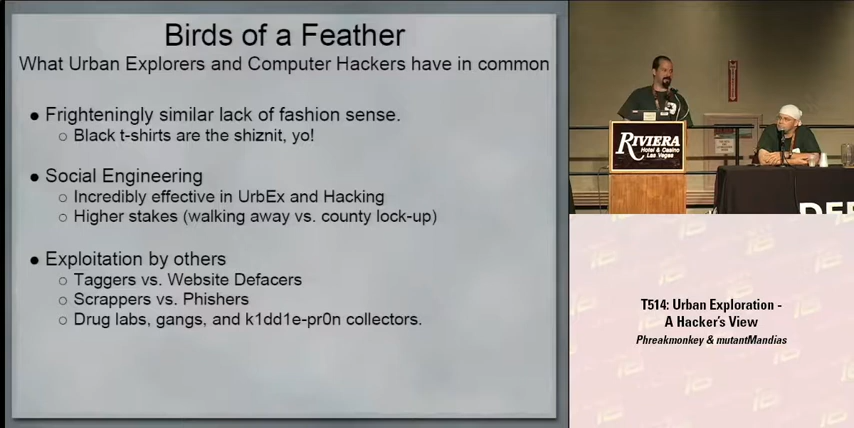 Birds of a Feather
What Urban Explorers and Computer Hackers have in common
● Frighteningly similar lack of fashion sense.
○ Black t-shirts are the shiznit, yo!
● Social Engineering
○ Incredibly effective in UrbEx and Hacking
○ Higher stakes (walking away vs. county lock-up)
● Exploitation by others
○ Taggers vs. Website Defacers
○ Scrappers vs. Phishers
○ Drug labs, gangs, and k1dd1e-pr0n collectors.
RIVIERA
Hotel & Casino
Las Vegas
DEF
T514: Urban Exploration -
A Hacker's View
Phreakmonkey & mutantMandias